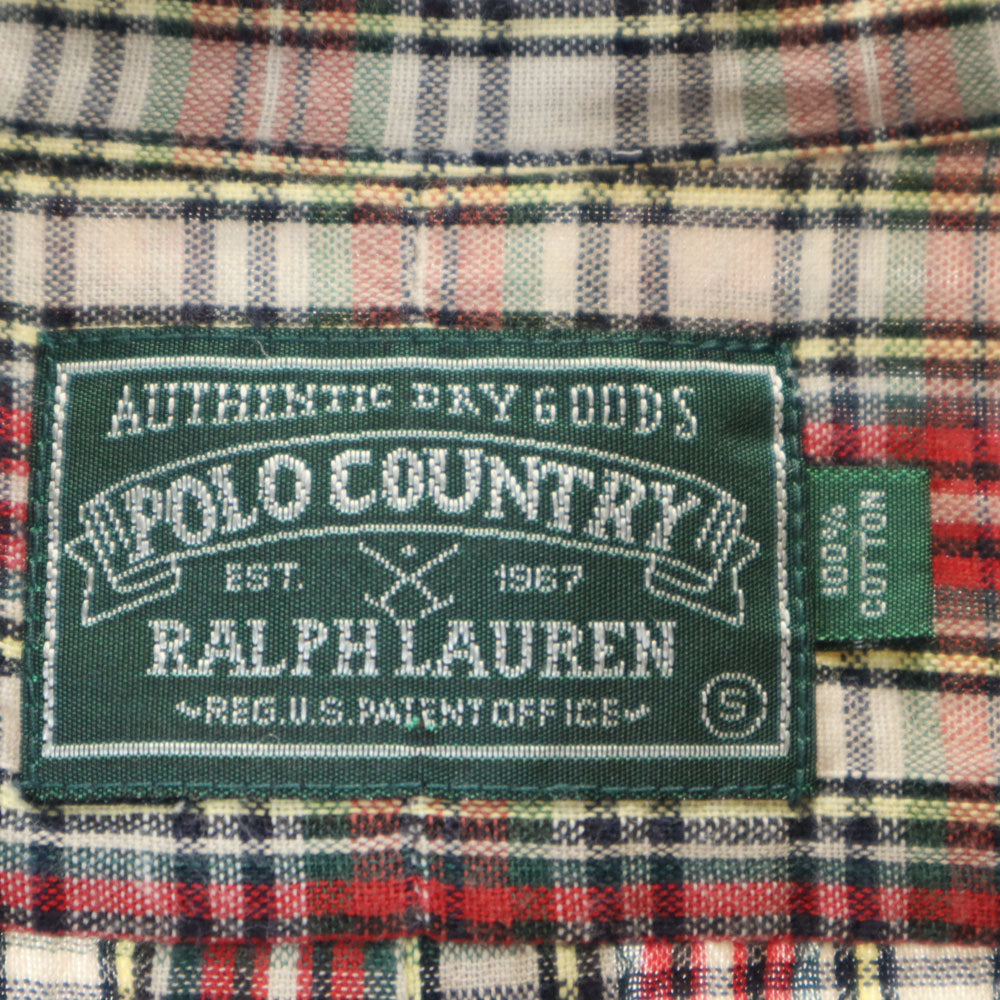 AUTHENTIC DRY GOODS
POLO COUNTRY
EST. 1967
RALPH LAUREN
REG. U.S. PATENT OFFICE
S
100%
COTTON